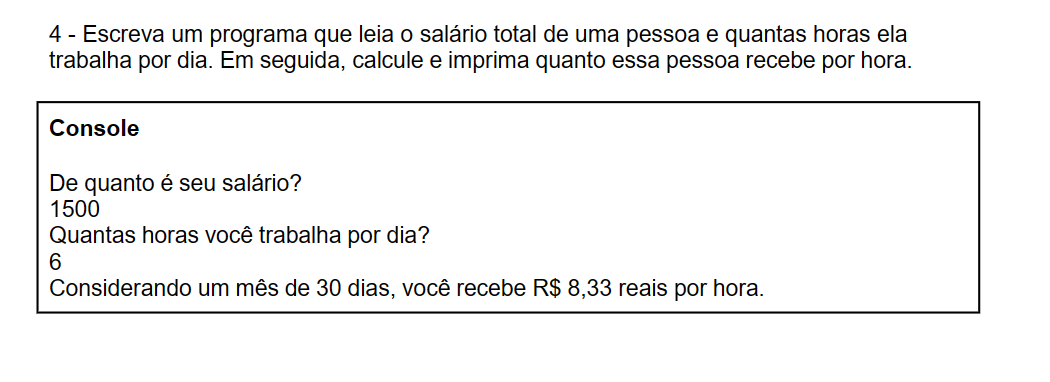 4 - Escreva um programa que leia o salário total de uma pessoa e quantas horas ela
trabalha por dia. Em seguida, calcule e imprima quanto essa pessoa recebe por hora.
Console
De quanto é seu salário?
1500
Quantas horas você trabalha por dia?
6
Considerando um mês de 30 dias, você recebe R$ 8,33 reais por hora.